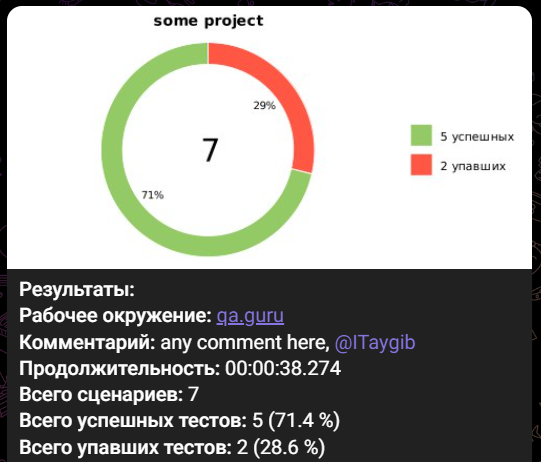 some project
29%
7
71%
5 успешных
2 упавших
Результаты:
Рабочее окружение: qa.guru
Комментарий: any comment here, @ITaygib
Продолжительность: 00:00:38.274
Всего сценариев: 7
Всего успешных тестов: 5 (71.4 %)
Всего упавших тестов: 2 (28.6 %)